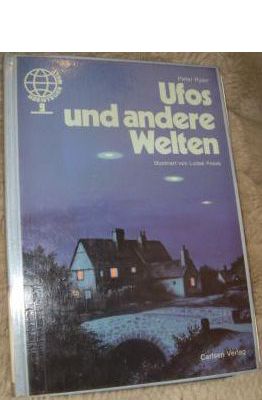 Peter Ryan
Ufos
und andere
Welten
Illustriert von Ludek Pesek
Carlsen Verlag